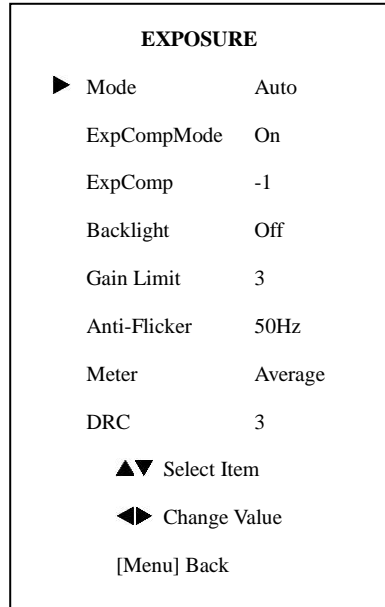 EXPOSURE
▶ Mode Auto
ExpCompMode On
ExpComp -1
Backlight Off
Gain Limit 3
Anti-Flicker 50Hz
Meter Average
DRC 3
▲▼ Select Item
◀▶ Change Value
[Menu] Back